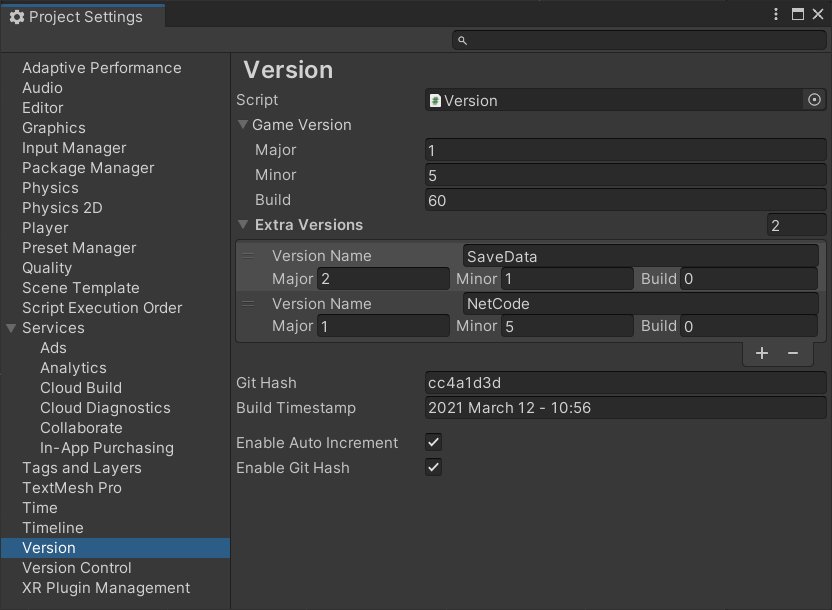 Project Settings
Adaptive Performance
Audio
Editor
Graphics
Input Manager
Package Manager
Physics
Physics 2D
Player
Preset Manager
Quality
Scene Template
Script Execution Order
Services
Ads
Analytics
Cloud Build
Cloud Diagnostics
Collaborate
In-App Purchasing
Tags and Layers
TextMesh Pro
Time
Timeline
Version
Version Control
XR Plugin Management
Version
Script # Version
Game Version
Major 1
Minor 5
Build 60
Extra Versions 2
Version Name SaveData
Major 2 Minor 1 Build 0
Version Name NetCode
Major 1 Minor 5 Build 0
+ −
Git Hash cc4a1d3d
Build Timestamp 2021 March 12 - 10:56
Enable Auto Increment
Enable Git Hash